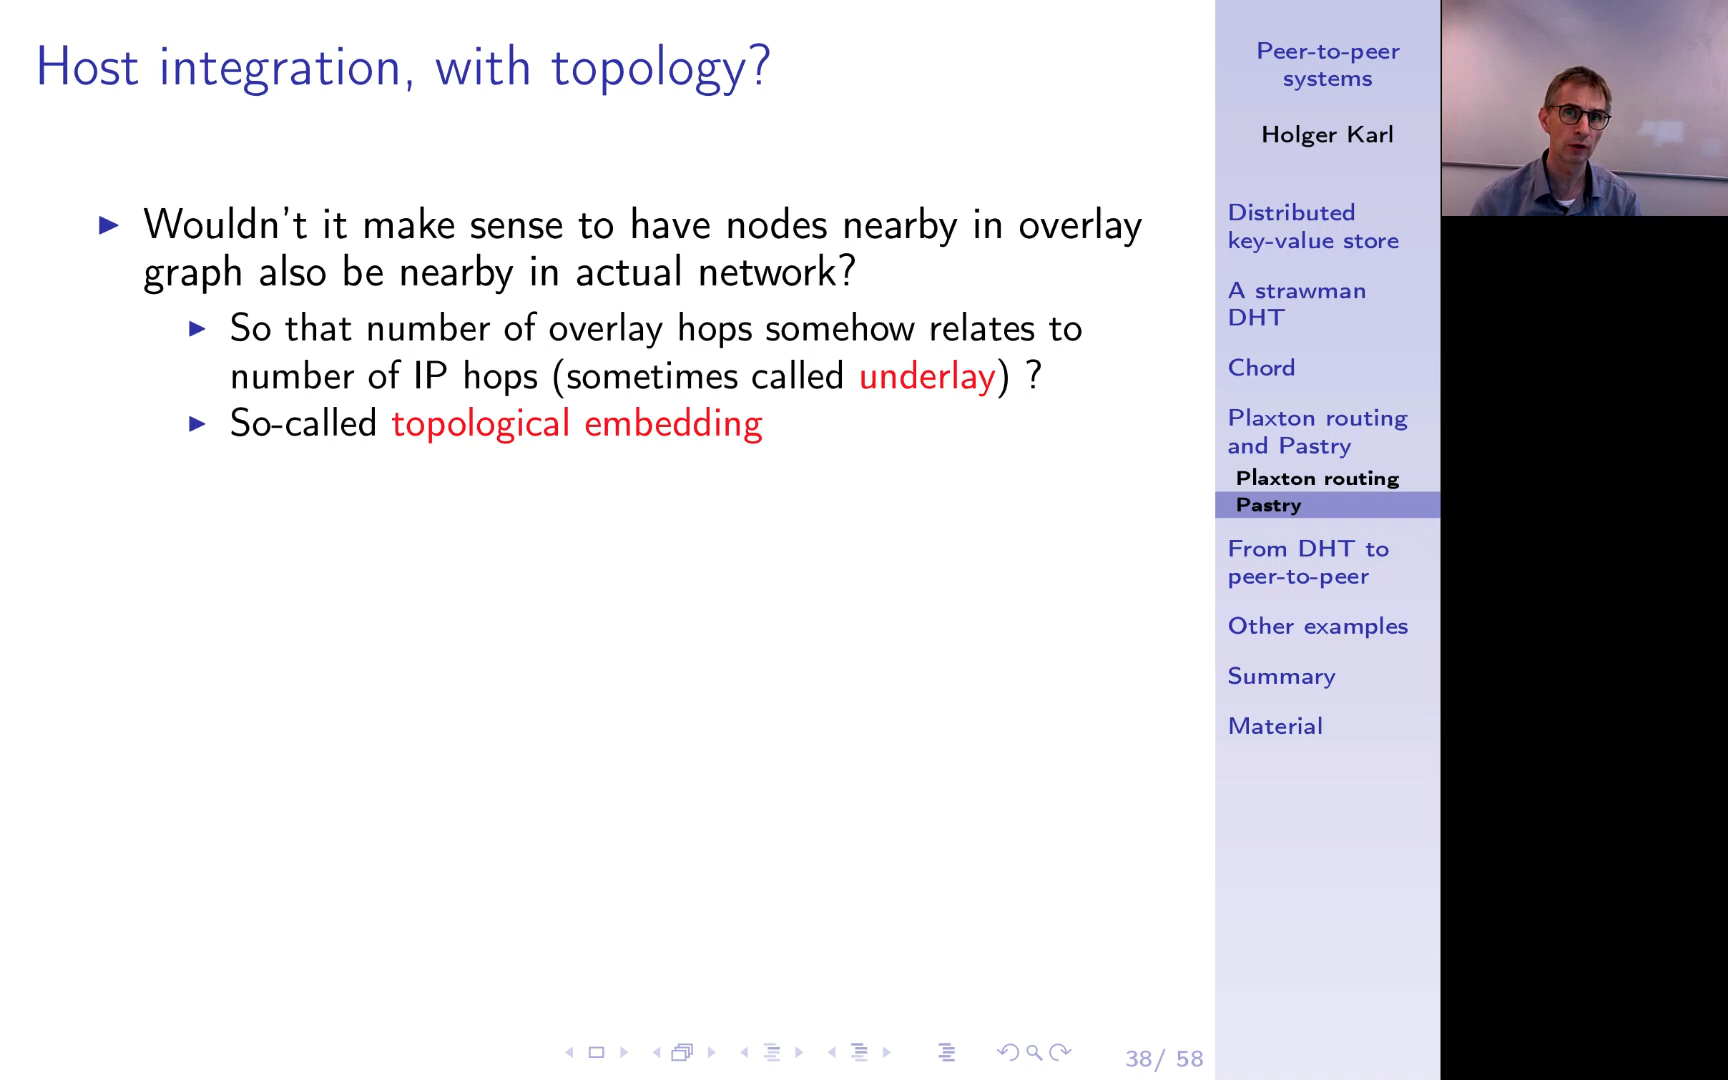 Host integration, with topology?
Wouldn't it make sense to have nodes nearby in overlay
graph also be nearby in actual network?
So that number of overlay hops somehow relates to
number of IP hops (sometimes called underlay) ?
So-called topological embedding
38/ 58
Peer-to-peer
systems
Holger Karl
Distributed
key-value store
A strawman
DHT
Chord
Plaxton routing
and Pastry
Plaxton routing
Pastry
From DHT to
peer-to-peer
Other examples
Summary
Material